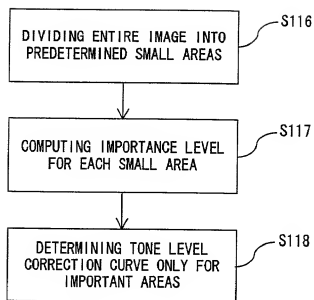 DIVIDING ENTIRE IMAGE INTO
PREDETERMINED SMALL AREAS
S116
COMPUTING IMPORTANCE LEVEL
FOR EACH SMALL AREA
S117
DETERMINING TONE LEVEL
CORRECTION CURVE ONLY FOR
IMPORTANT AREAS
S118